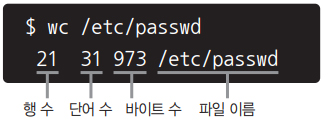 $ wc /etc/passwd
21 31 973 /etc/passwd
행 수 단어 수 바이트 수 파일 이름